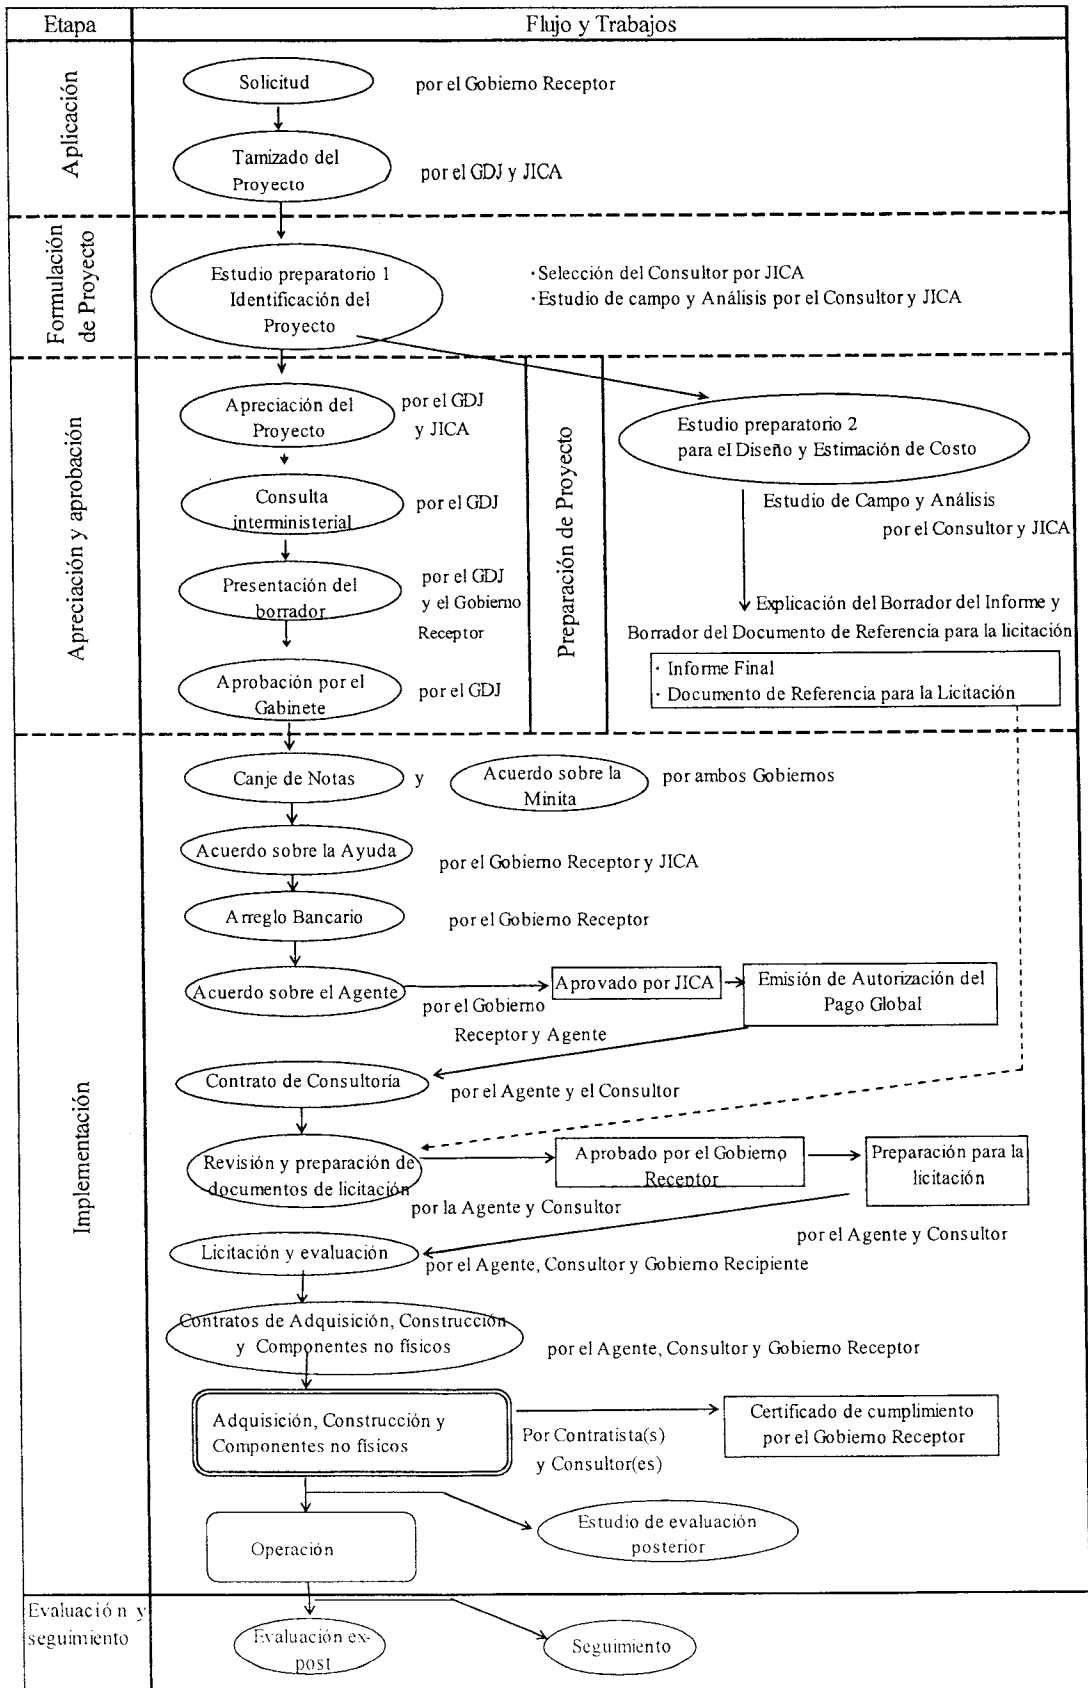 Etapa
Flujo y Trabajos
Aplicación
Solicitud
por el Gobierno Receptor
Tamizado del
Proyecto
por el GDJ y JICA
Formulación
de Proyecto
Estudio preparatorio 1
Identificación del
Proyecto
·Selección del Consultor por JICA
·Estudio de campo y Análisis por el Consultor y JICA
Apreciación y aprobación
Apreciación del
Proyecto
por el GDJ
y JICA
Consulta
interministerial
por el GDJ
Presentación del
borrador
por el GDJ
y el Gobierno
Receptor
Aprobación por el
Gabinete
por el GDJ
Preparación de Proyecto
Estudio preparatorio 2
para el Diseño y Estimación de Costo
Estudio de Campo y Análisis
por el Consultor y JICA
Explicación del Borrador del Informe y
Borrador del Documento de Referencia para la licitación
· Informe Final
· Documento de Referencia para la Licitación
Implementación
Canje de Notas
y
Acuerdo sobre la
Minita
por ambos Gobiernos
Acuerdo sobre la Ayuda
por el Gobierno Receptor y JICA
Arreglo Bancario
por el Gobierno Receptor
Acuerdo sobre el Agente
por el Gobierno
Receptor y Agente
Aprovado por JICA
Emisión de Autorización del
Pago Global
Contrato de Consultoría
por el Agente y el Consultor
Revisión y preparación de
documentos de licitación
por la Agente y Consultor
Aprobado por el Gobierno
Receptor
Preparación para la
licitación
por el Agente y Consultor
Licitación y evaluación
por el Agente, Consultor y Gobierno Recipiente
Contratos de Adquisición, Construcción
y Componentes no físicos
por el Agente, Consultor y Gobierno Receptor
Adquisición, Construcción y
Componentes no físicos
Por Contratista(s)
y Consultor(es)
Certificado de cumplimiento
por el Gobierno Receptor
Operación
Estudio de evaluación
posterior
Evaluación y
seguimiento
Evaluación ex-
post
Seguimiento